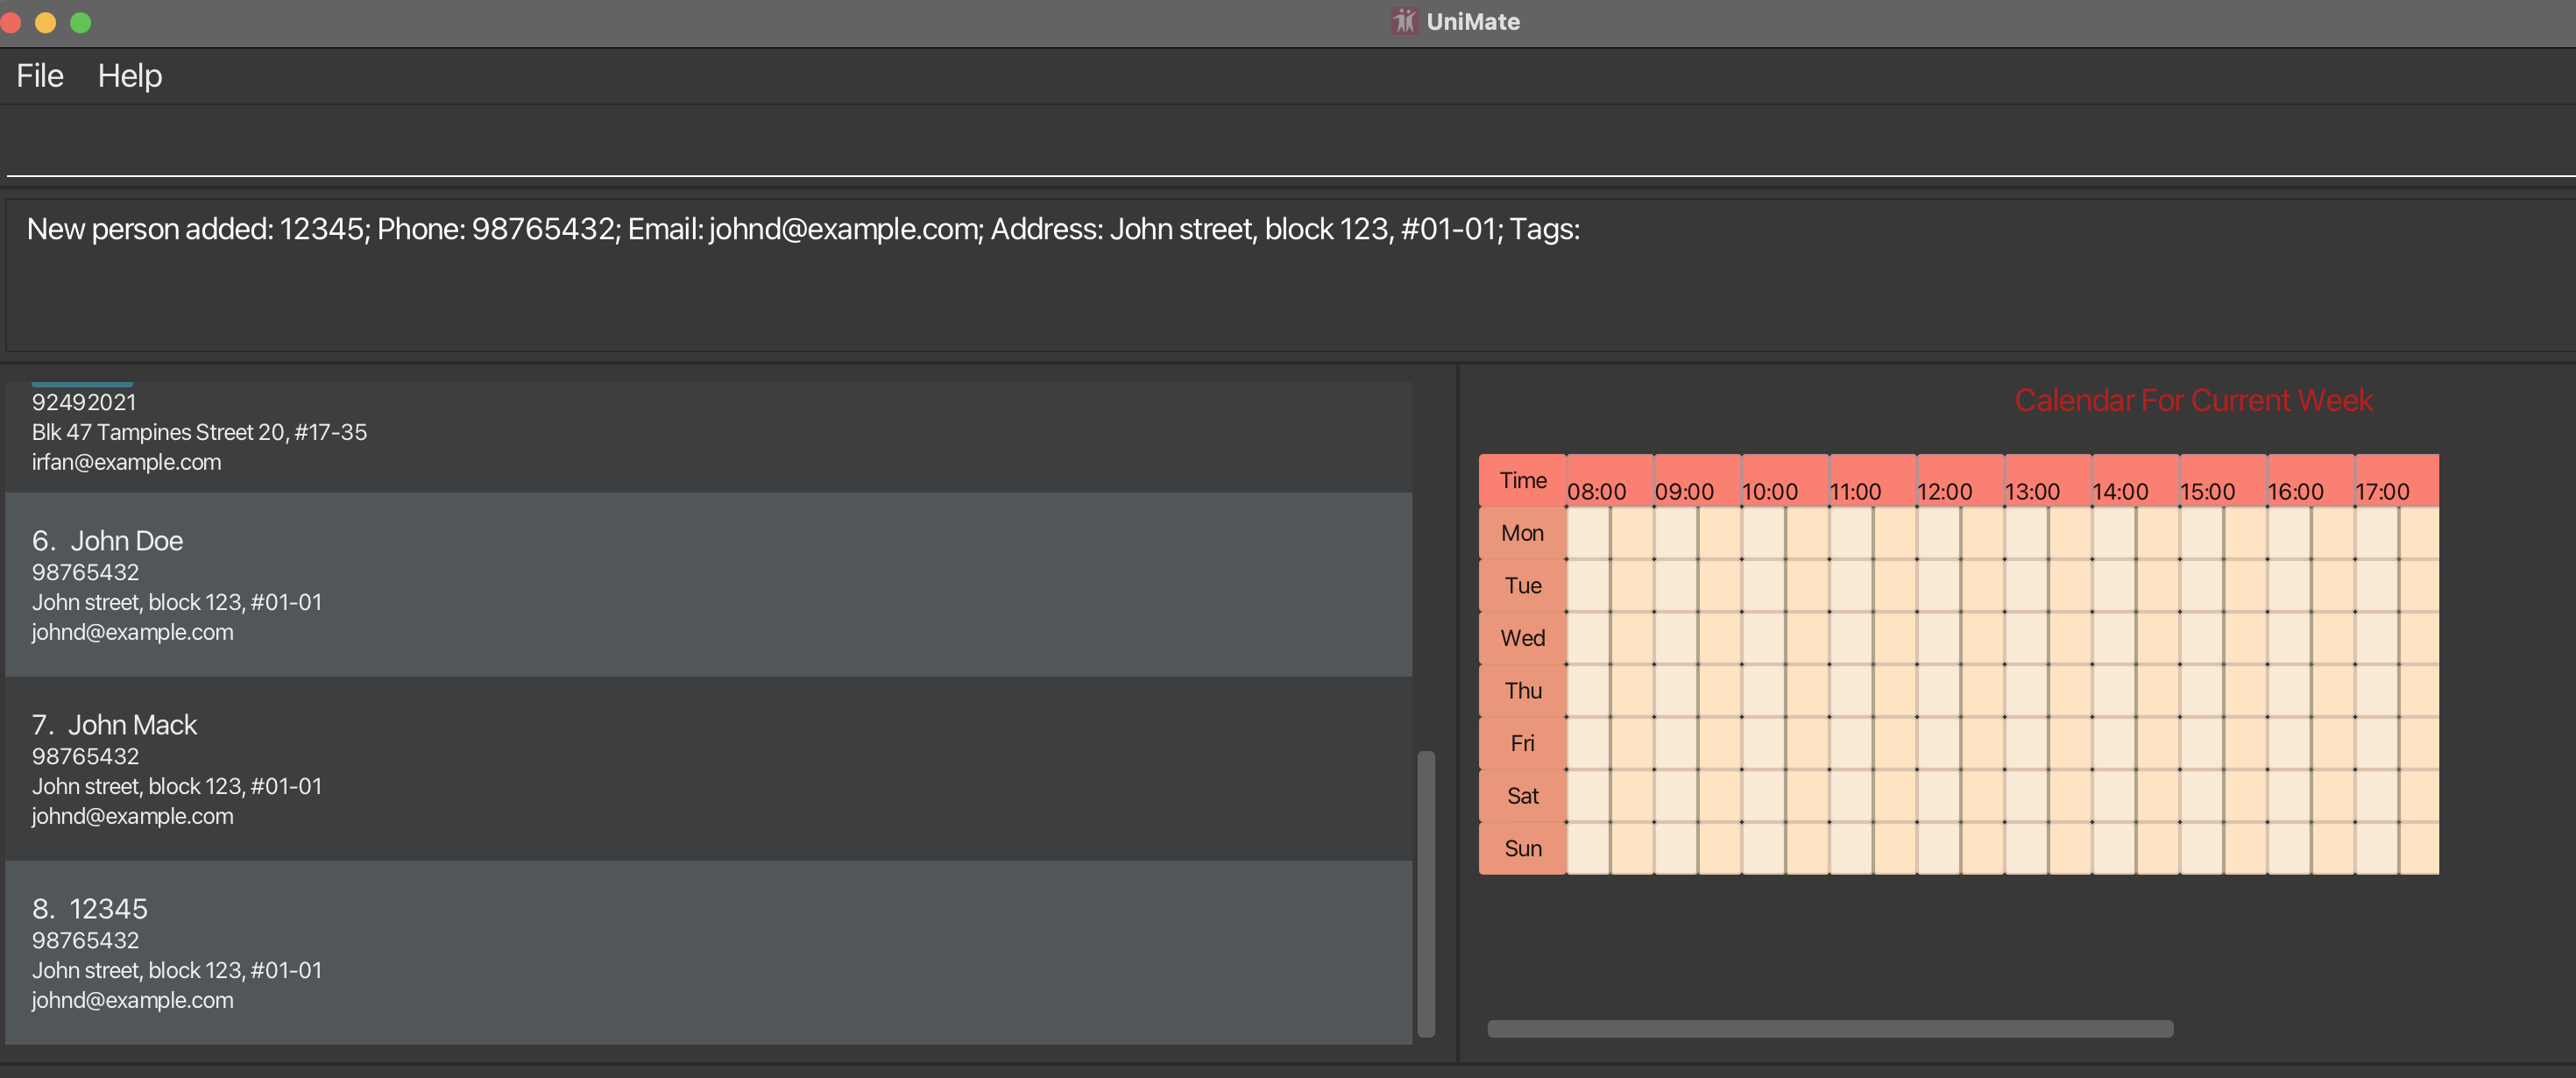 UniMate
File Help
New person added: 12345; Phone: 98765432; Email: johnd@example.com; Address: John street, block 123, #01-01; Tags:
92492021
Blk 47 Tampines Street 20, #17-35
irfan@example.com
6. John Doe
98765432
John street, block 123, #01-01
johnd@example.com
7. John Mack
98765432
John street, block 123, #01-01
johnd@example.com
8. 12345
98765432
John street, block 123, #01-01
johnd@example.com
Calendar For Current Week
Time 08:00 09:00 10:00 11:00 12:00 13:00 14:00 15:00 16:00 17:00
Mon
Tue
Wed
Thu
Fri
Sat
Sun